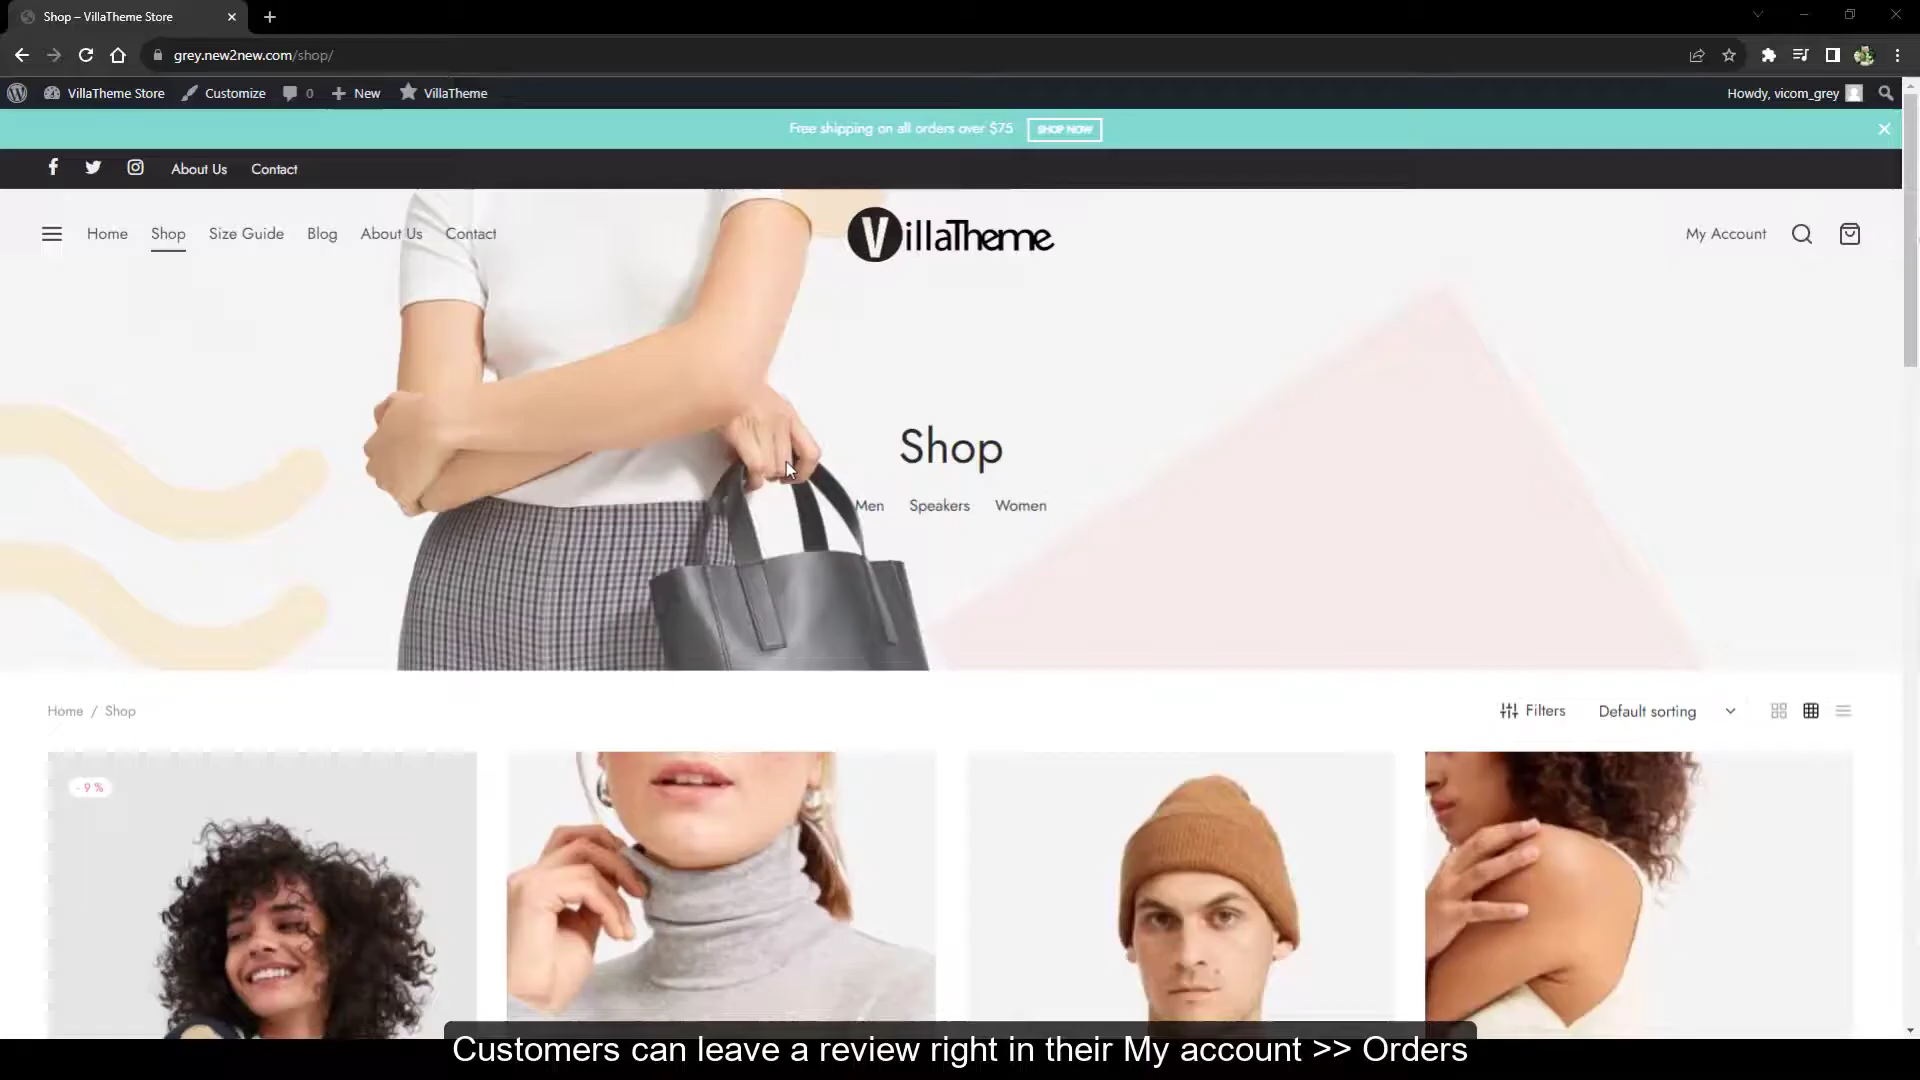 Shop – VillaTheme Store
grey.new2new.com/shop/
VillaTheme Store Customize 0 New VillaTheme Howdy, vicom_grey
Free shipping on all orders over $75 SHOP NOW
About Us Contact
Home Shop Size Guide Blog About Us Contact VillaTheme My Account
Shop
Men Speakers Women
Home / Shop Filters Default sorting
- 9 %
Customers can leave a review right in their My account >> Orders